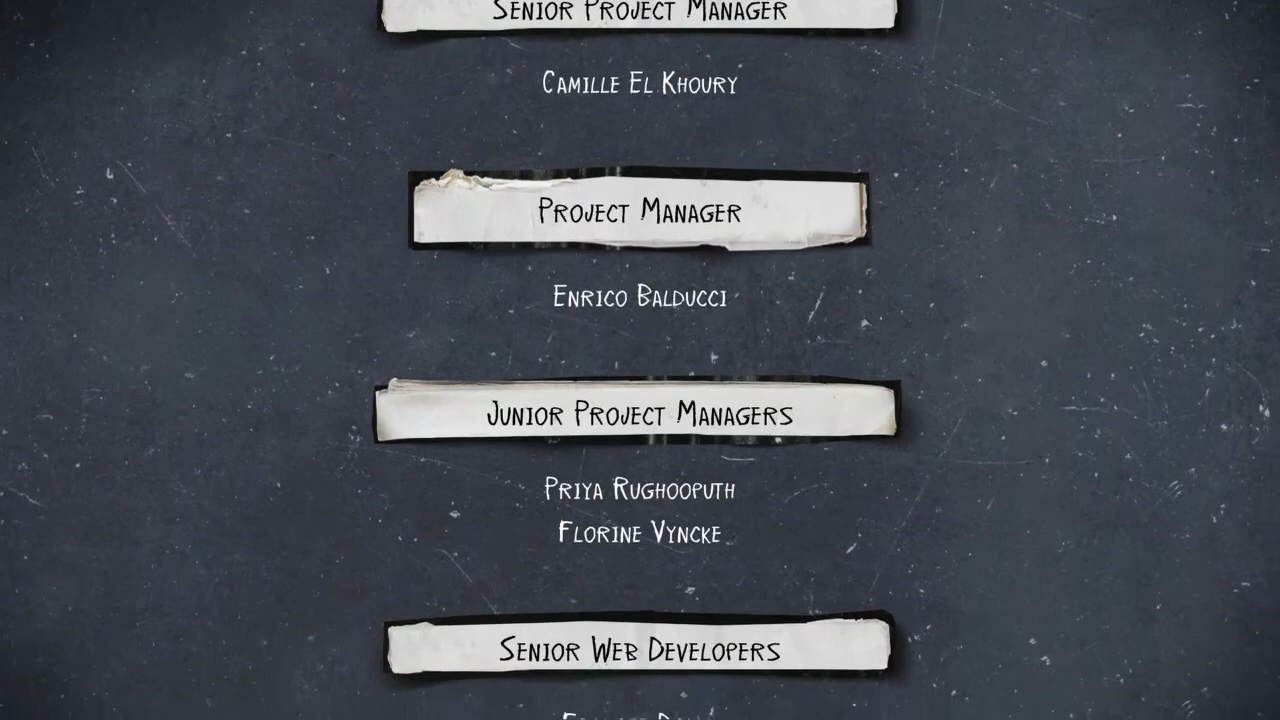 Senior Project Manager
Camille El Khoury
Project Manager
Enrico Balducci
Junior Project Managers
Priya Rughooputh
Florine Vyncke
Senior Web Developers